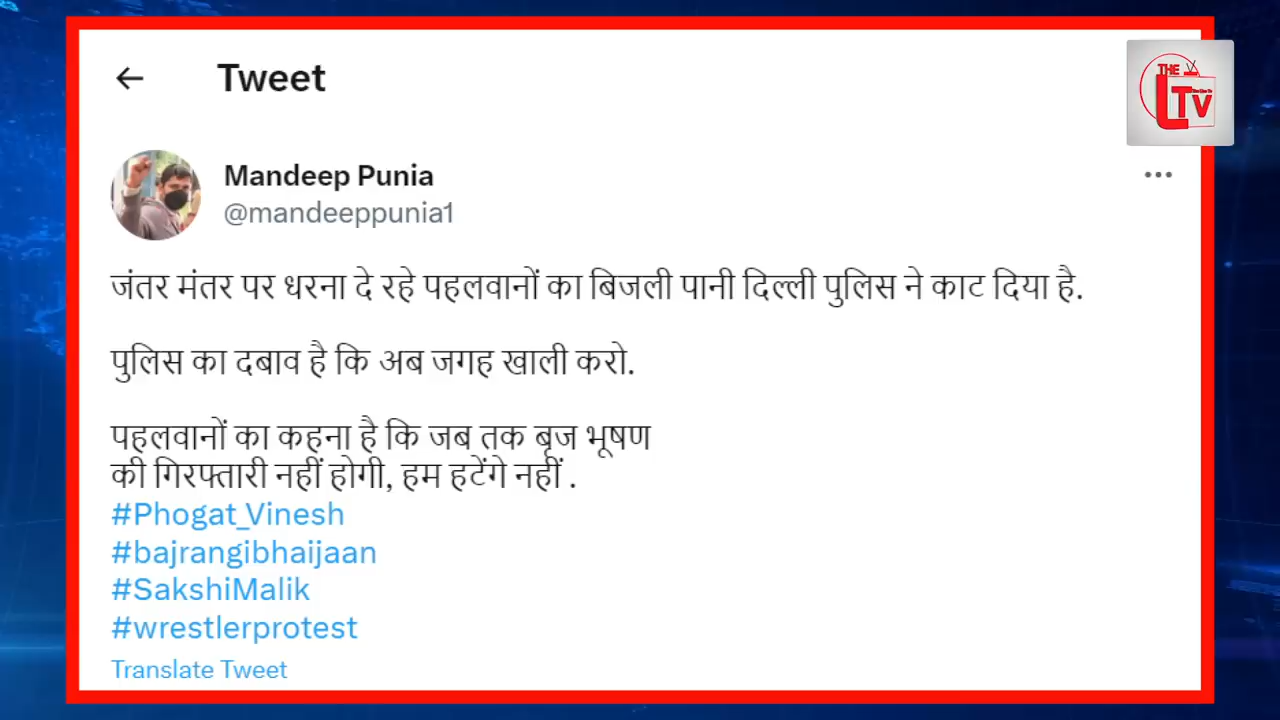 Tweet
THE
LTV
Mandeep Punia
@mandeeppunia1
जंतर मंतर पर धरना दे रहे पहलवानों का बिजली पानी दिल्ली पुलिस ने काट दिया है.
पुलिस का दबाव है कि अब जगह खाली करो.
पहलवानों का कहना है कि जब तक बृज भूषण
की गिरफ्तारी नहीं होगी, हम हटेंगे नहीं .
#Phogat_Vinesh
#bajrangibhaijaan
#SakshiMalik
#wrestlerprotest
Translate Tweet